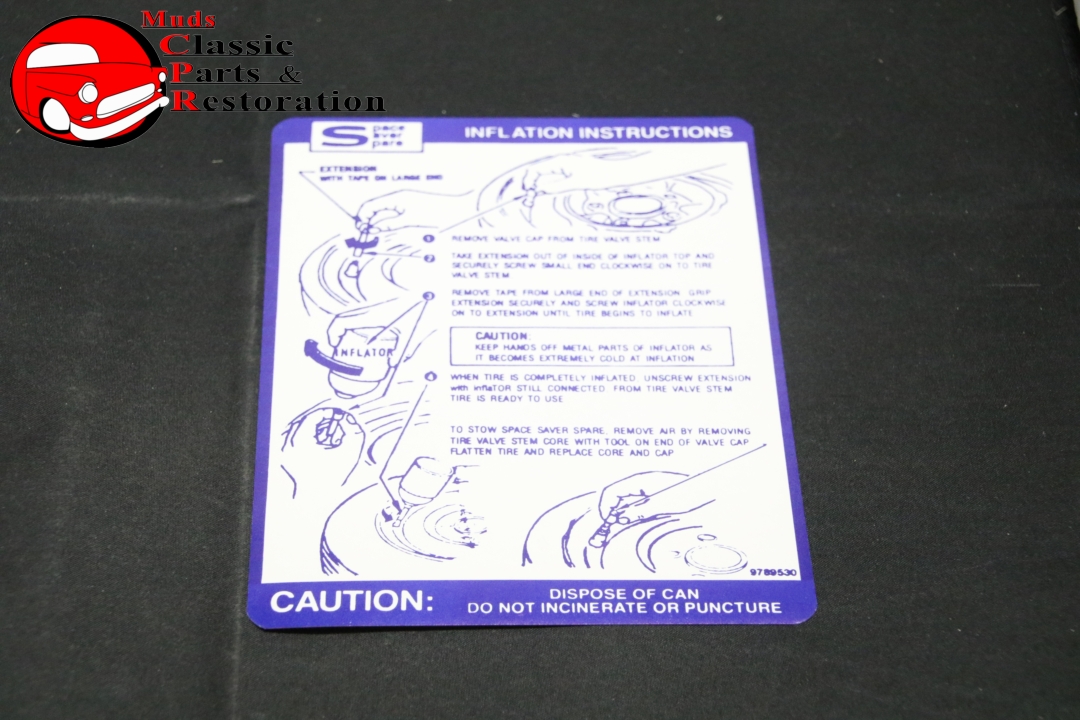 Muds
Classic
Parts &
Restoration
Space
Saver
Spare
INFLATION INSTRUCTIONS
EXTENSION
WITH TAPE ON LARGE END
1 REMOVE VALVE CAP FROM TIRE VALVE STEM
2 TAKE EXTENSION OUT OF INSIDE OF INFLATOR TOP AND
SECURELY SCREW SMALL END CLOCKWISE ON TO TIRE
VALVE STEM
3 REMOVE TAPE FROM LARGE END OF EXTENSION GRIP
EXTENSION SECURELY AND SCREW INFLATOR CLOCKWISE
ON TO EXTENSION UNTIL TIRE BEGINS TO INFLATE
INFLATOR
CAUTION:
KEEP HANDS OFF METAL PARTS OF INFLATOR AS
IT BECOMES EXTREMELY COLD AT INFLATION
4 WHEN TIRE IS COMPLETELY INFLATED UNSCREW EXTENSION
with inflaTOR STILL CONNECTED FROM TIRE VALVE STEM
TIRE IS READY TO USE
TO STOW SPACE SAVER SPARE, REMOVE AIR BY REMOVING
TIRE VALVE STEM CORE WITH TOOL ON END OF VALVE CAP
FLATTEN TIRE AND REPLACE CORE AND CAP
9789530
CAUTION:
DISPOSE OF CAN
DO NOT INCINERATE OR PUNCTURE